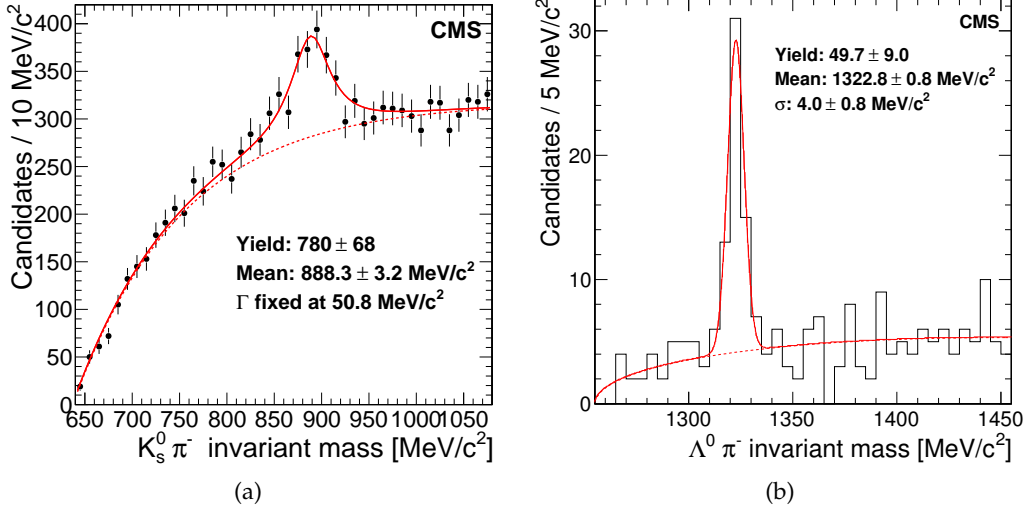 Candidates / 10 MeV/c²
400
350
300
250
200
150
100
50
0
CMS
Yield: 780 ± 68
Mean: 888.3 ± 3.2 MeV/c²
Γ fixed at 50.8 MeV/c²
650 700 750 800 850 900 950 1000 1050
K⁰ₛ π⁻ invariant mass [MeV/c²]
(a)
Candidates / 5 MeV/c²
30
20
10
0
CMS
Yield: 49.7 ± 9.0
Mean: 1322.8 ± 0.8 MeV/c²
σ: 4.0 ± 0.8 MeV/c²
1300 1350 1400 1450
Λ⁰ π⁻ invariant mass [MeV/c²]
(b)